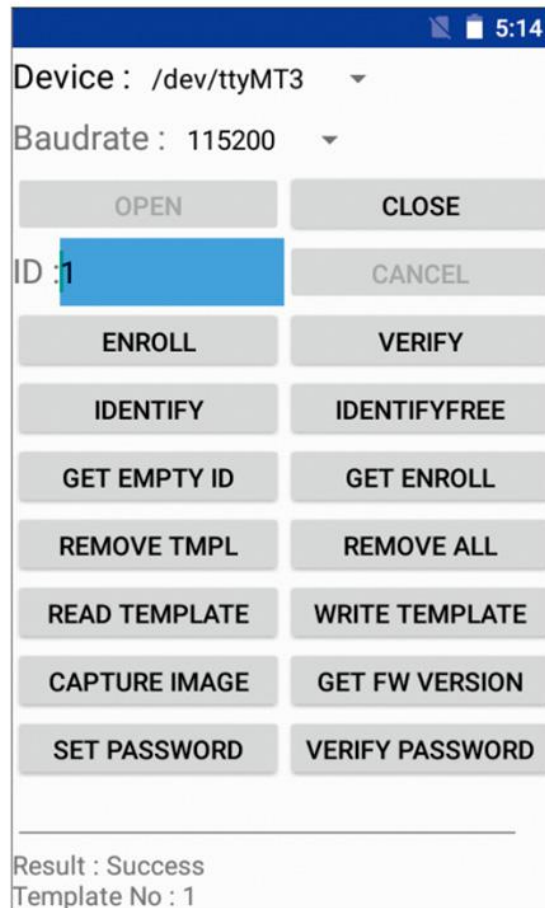 5:14
Device : /dev/ttyMT3
Baudrate : 115200
OPEN CLOSE
ID :1 CANCEL
ENROLL VERIFY
IDENTIFY IDENTIFYFREE
GET EMPTY ID GET ENROLL
REMOVE TMPL REMOVE ALL
READ TEMPLATE WRITE TEMPLATE
CAPTURE IMAGE GET FW VERSION
SET PASSWORD VERIFY PASSWORD
Result : Success
Template No : 1